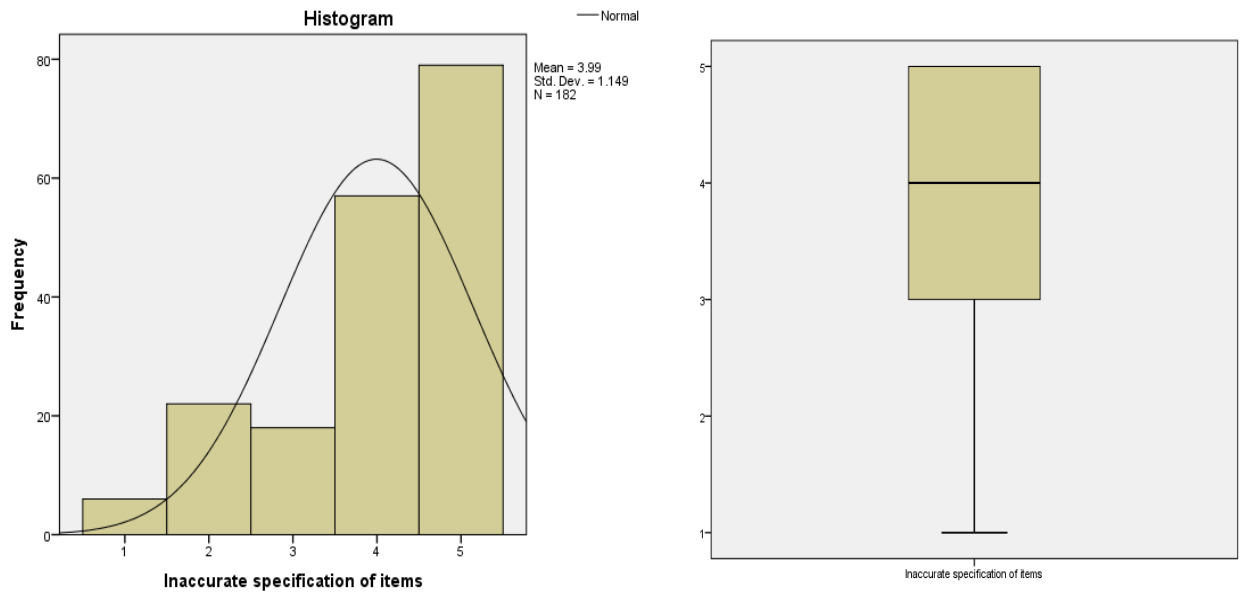 Histogram
Normal
Mean = 3.99
Std. Dev. = 1.149
N = 182
Frequency
80
60
40
20
0
1 2 3 4 5
Inaccurate specification of items
5
4
3
2
1
Inaccurate specification of items